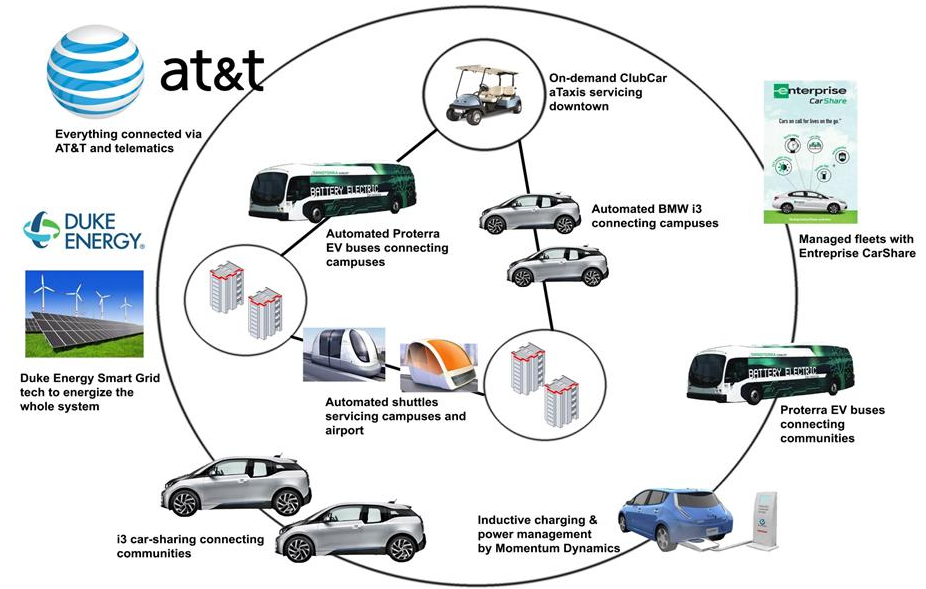 at&t
Everything connected via
AT&T and telematics
On-demand ClubCar
aTaxis servicing
downtown
enterprise
CarShare
Cars on call for lives on the go.
BATTERY ELECTRIC
Automated BMW i3
connecting campuses
DUKE
ENERGY®
Automated Proterra
EV buses connecting
campuses
Managed fleets with
Entreprise CarShare
Duke Energy Smart Grid
tech to energize the
whole system
Automated shuttles
servicing campuses and
airport
BATTERY ELECTRIC
Proterra EV buses
connecting
communities
i3 car-sharing connecting
communities
Inductive charging &
power management
by Momentum Dynamics